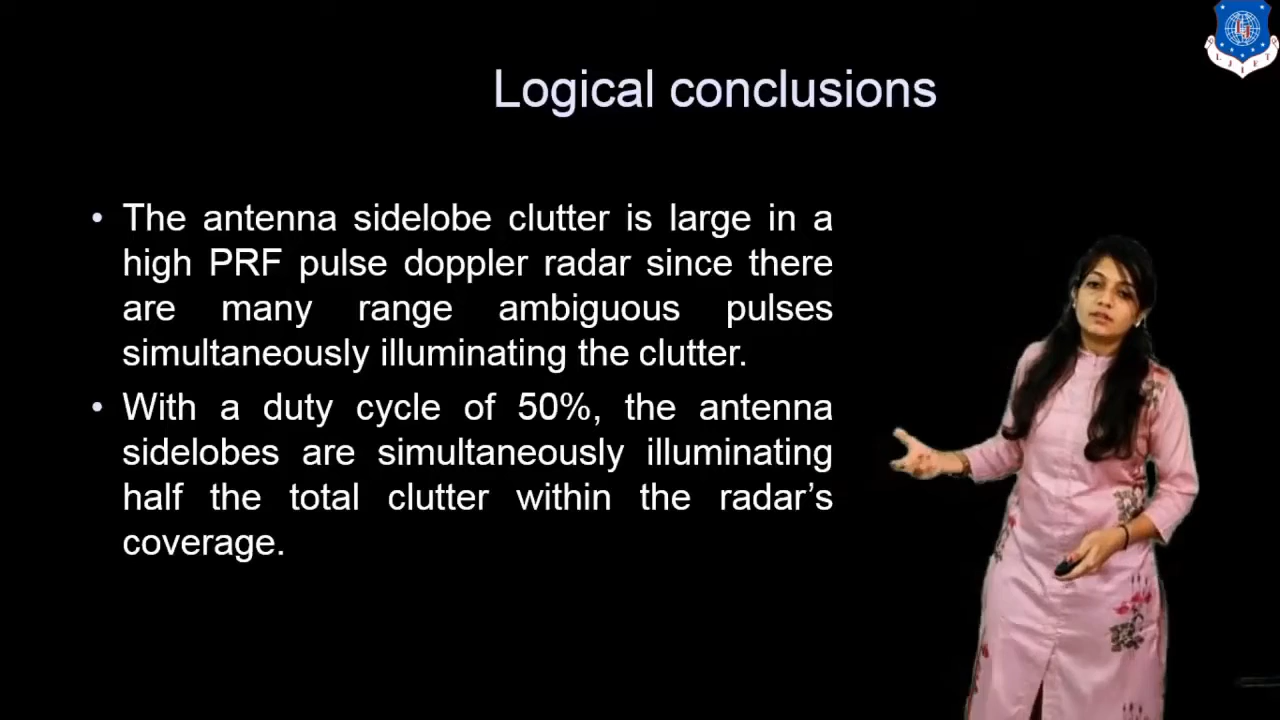 Logical conclusions
• The antenna sidelobe clutter is large in a
high PRF pulse doppler radar since there
are many range ambiguous pulses
simultaneously illuminating the clutter.
• With a duty cycle of 50%, the antenna
sidelobes are simultaneously illuminating
half the total clutter within the radar's
coverage.
L J I E T